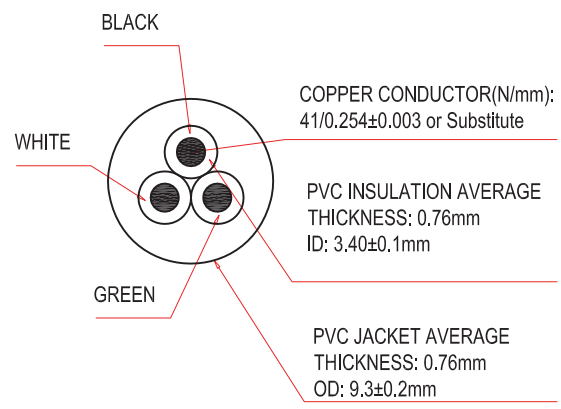 BLACK
COPPER CONDUCTOR(N/mm):
41/0.254±0.003 or Substitute
WHITE
PVC INSULATION AVERAGE
THICKNESS: 0.76mm
ID: 3.40±0.1mm
GREEN
PVC JACKET AVERAGE
THICKNESS: 0.76mm
OD: 9.3±0.2mm